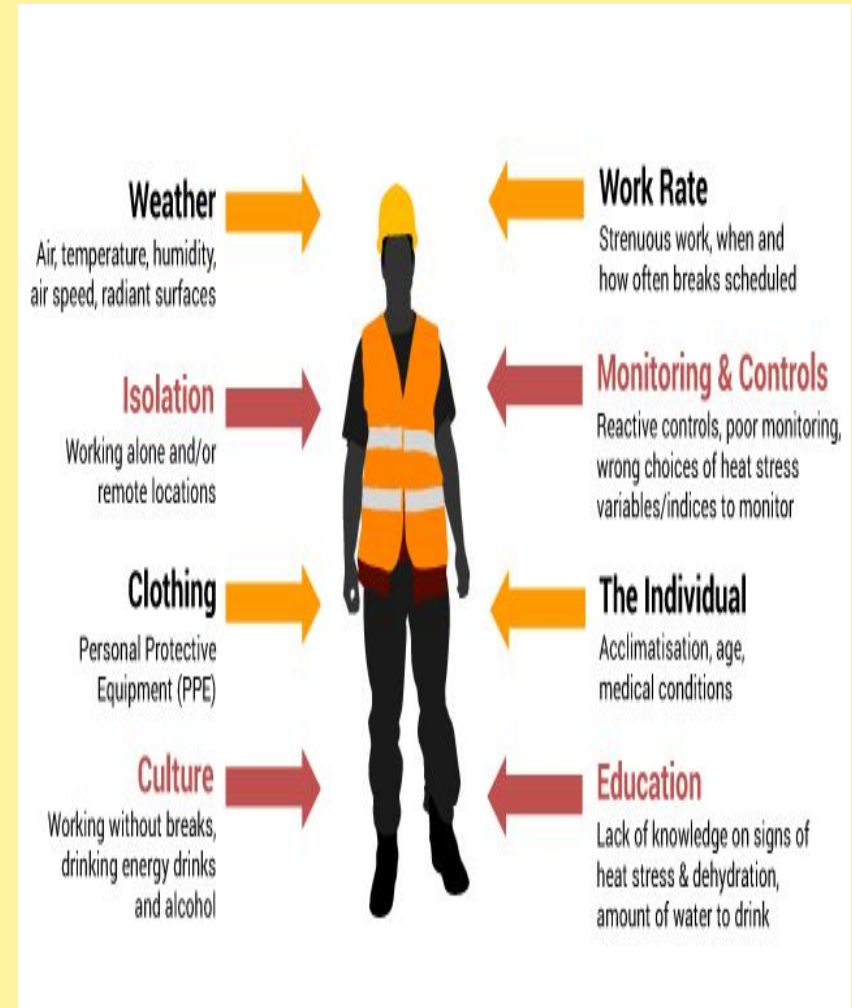 Weather
Air, temperature, humidity,
air speed, radiant surfaces
Isolation
Working alone and/or
remote locations
Clothing
Personal Protective
Equipment (PPE)
Culture
Working without breaks,
drinking energy drinks
and alcohol
Work Rate
Strenuous work, when and
how often breaks scheduled
Monitoring & Controls
Reactive controls, poor monitoring,
wrong choices of heat stress
variables/indices to monitor
The Individual
Acclimatisation, age,
medical conditions
Education
Lack of knowledge on signs of
heat stress & dehydration,
amount of water to drink